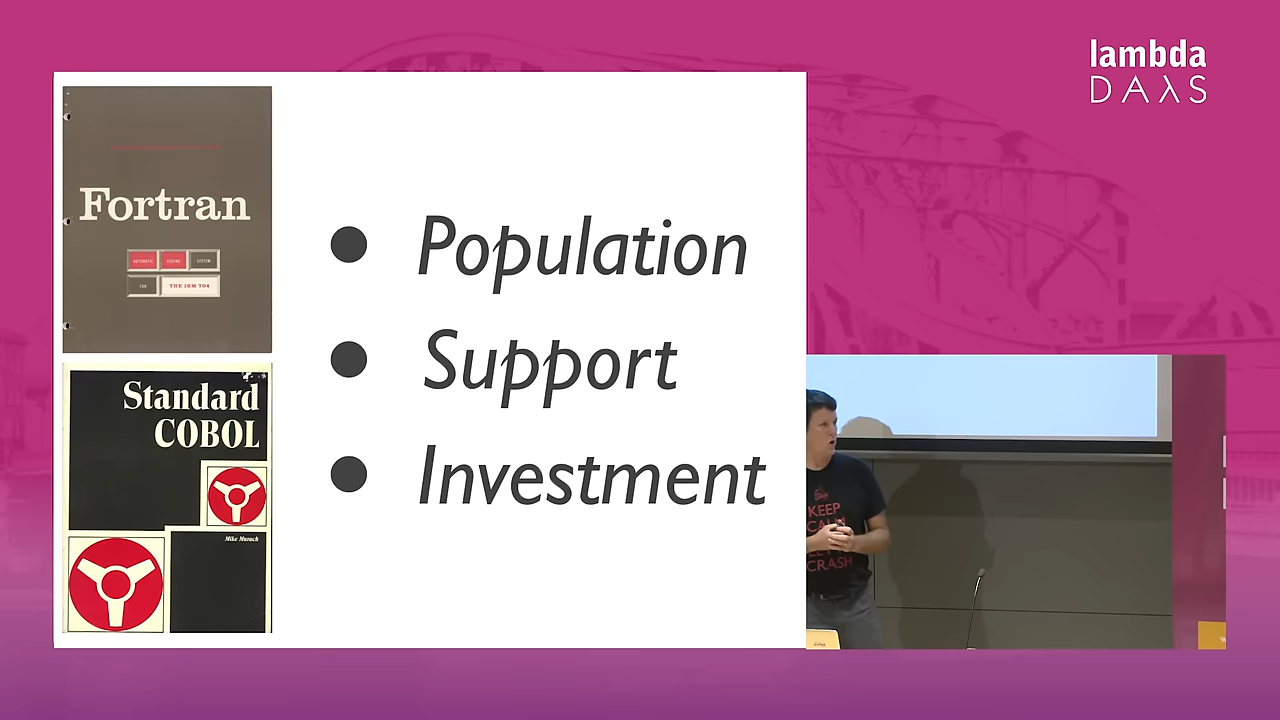 lambda
DAλS
Fortran
AUTOMATIC CODING SYSTEM
FOR THE IBM 704
Standard
COBOL
Mike Murach
• Population
• Support
• Investment
KEEP
CALM
CRASH